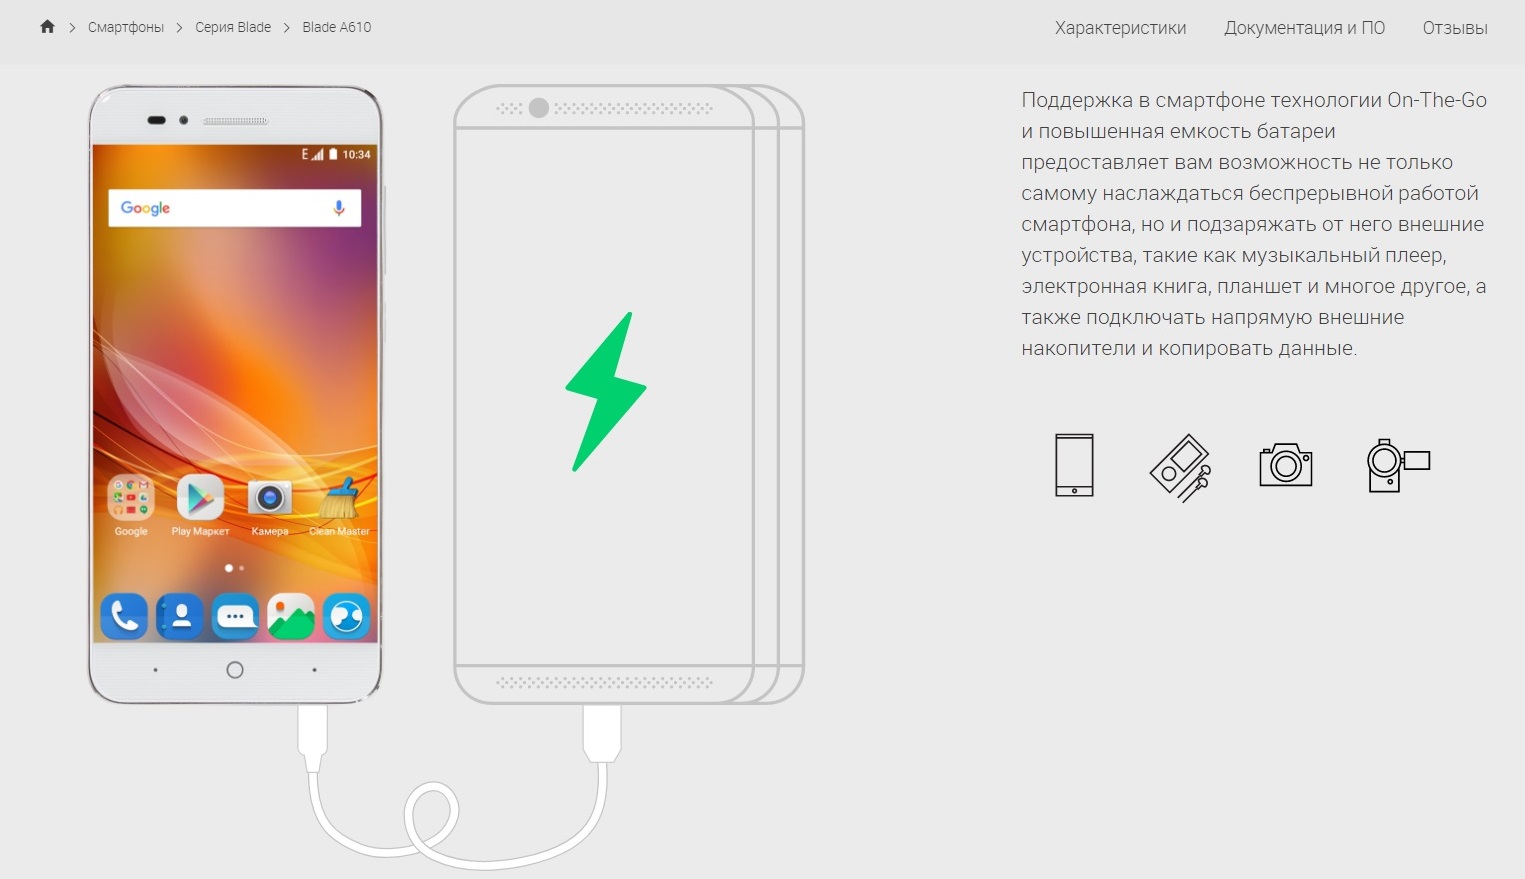 Смартфоны
Серия Blade
Blade A610
Характеристики
Документация и ПО
Отзывы
E 10:34
Google
Google
Play Маркет
Камера
Clean Master
Поддержка в смартфоне технологии On-The-Go
и повышенная емкость батареи
предоставляет вам возможность не только
самому наслаждаться беспрерывной работой
смартфона, но и подзаряжать от него внешние
устройства, такие как музыкальный плеер,
электронная книга, планшет и многое другое, а
также подключать напрямую внешние
накопители и копировать данные.